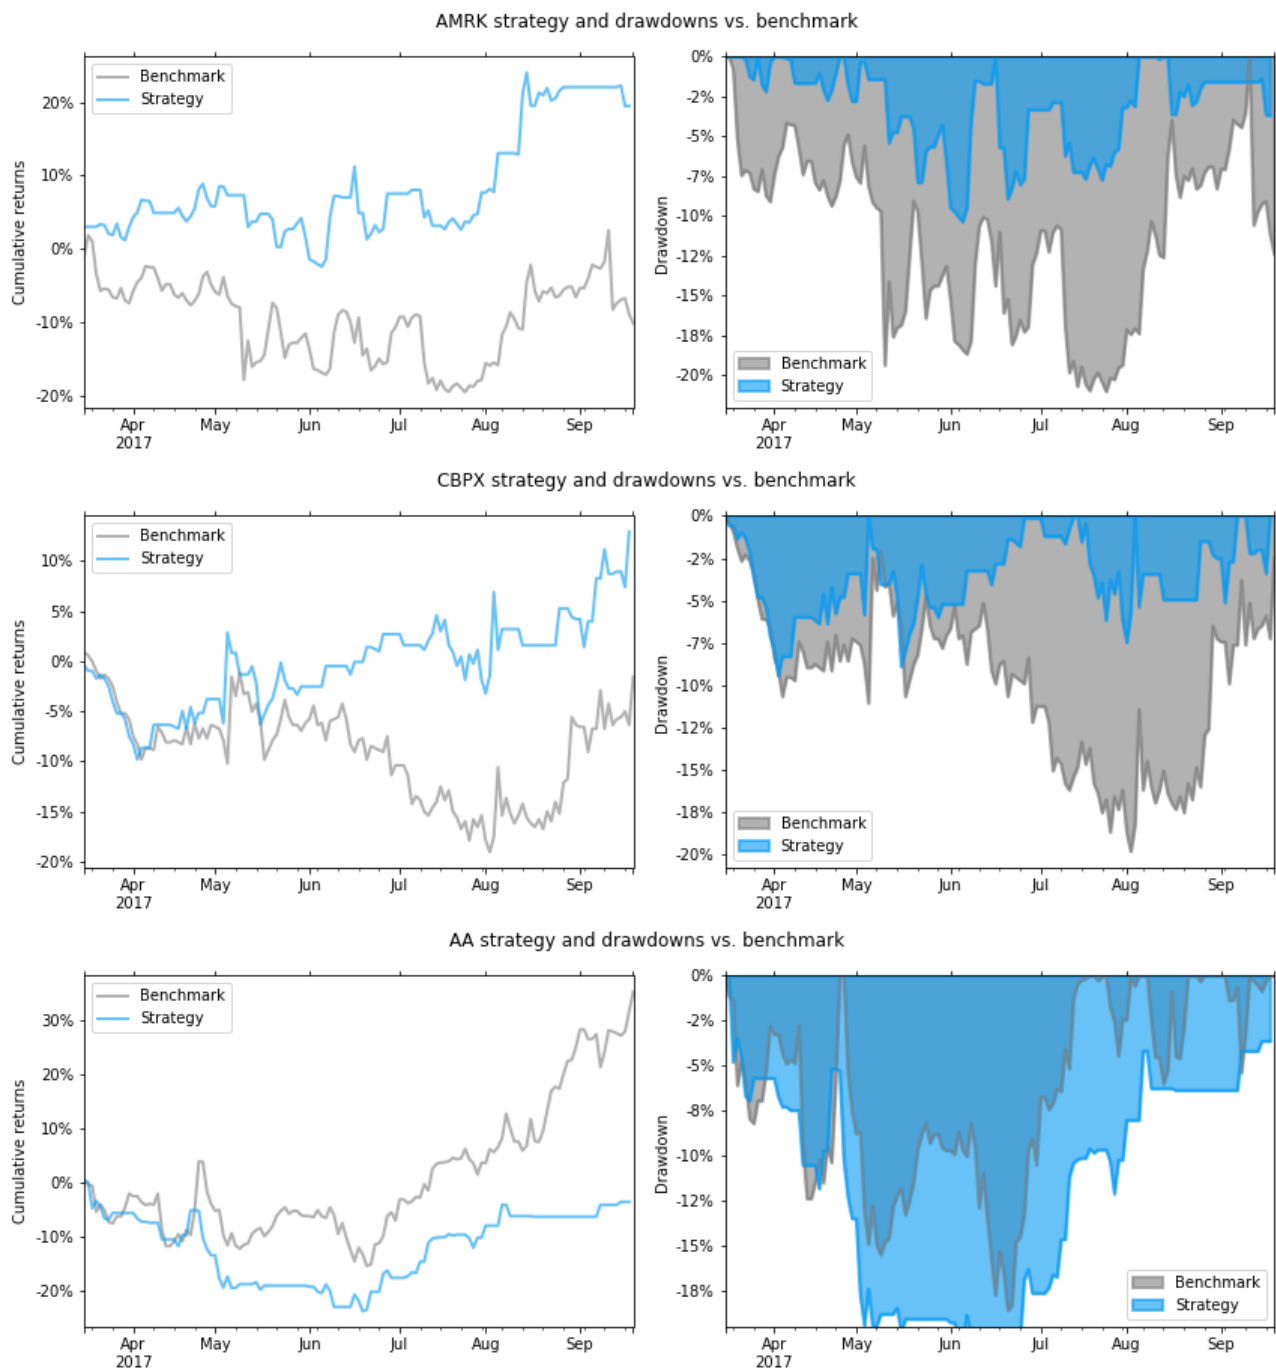 AMRK strategy and drawdowns vs. benchmark
Cumulative returns
20%
10%
0%
-10%
-20%
Benchmark
Strategy
Apr
2017
May
Jun
Jul
Aug
Sep
Drawdown
0%
-2%
-5%
-7%
-10%
-12%
-15%
-18%
-20%
Benchmark
Strategy
Apr
2017
May
Jun
Jul
Aug
Sep
CBPX strategy and drawdowns vs. benchmark
Cumulative returns
10%
5%
0%
-5%
-10%
-15%
-20%
Benchmark
Strategy
Apr
2017
May
Jun
Jul
Aug
Sep
Drawdown
0%
-2%
-5%
-7%
-10%
-12%
-15%
-18%
-20%
Benchmark
Strategy
Apr
2017
May
Jun
Jul
Aug
Sep
AA strategy and drawdowns vs. benchmark
Cumulative returns
30%
20%
10%
0%
-10%
-20%
Benchmark
Strategy
Apr
2017
May
Jun
Jul
Aug
Sep
Drawdown
0%
-2%
-5%
-8%
-10%
-12%
-15%
-18%
Benchmark
Strategy
Apr
2017
May
Jun
Jul
Aug
Sep